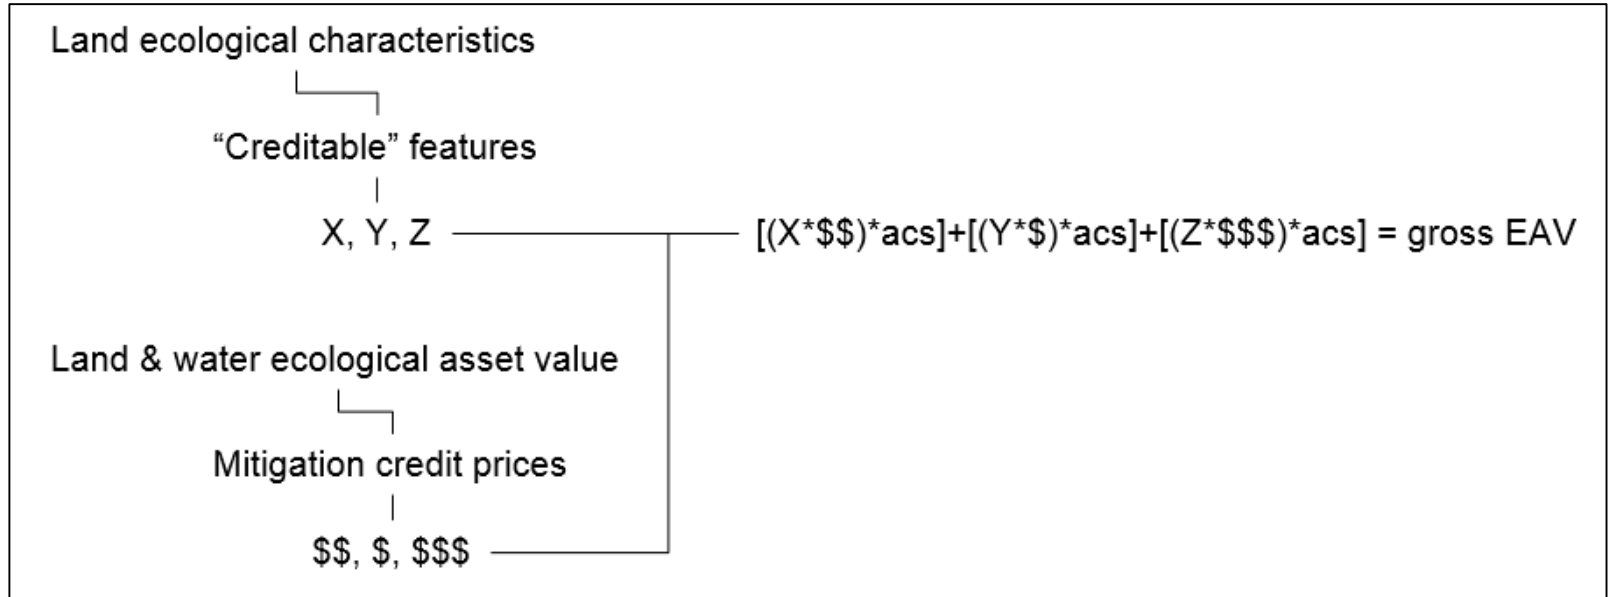 Land ecological characteristics
“Creditable” features
X, Y, Z
[(X*$$)*acs]+[(Y*$)*acs]+[(Z*$$$)*acs] = gross EAV
Land & water ecological asset value
Mitigation credit prices
$$, $, $$$